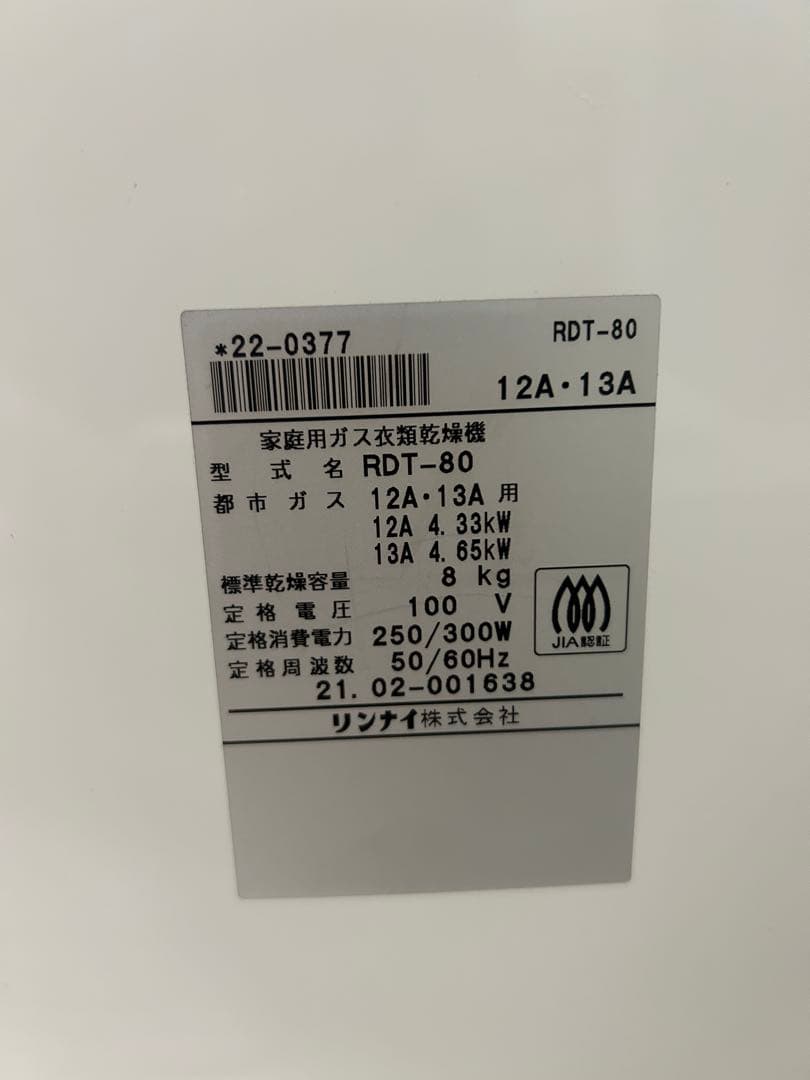 *22-0377
RDT-80
12A・13A
家庭用ガス衣類乾燥機
型式名 RDT-80
都市ガス 12A・13A用
12A 4.33kW
13A 4.65kW
標準乾燥容量 8 kg
定格電圧 100 V
定格消費電力 250/300W
定格周波数 50/60Hz
JIA認証
21.02-001638
リンナイ株式会社